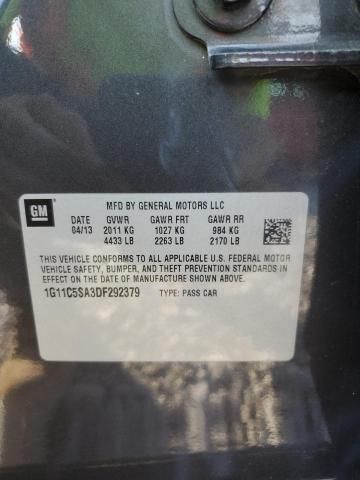 GM
MFD BY GENERAL MOTORS LLC
DATE GVWR GAWR FRT GAWR RR
04/13 2011 KG 1027 KG 984 KG
4433 LB 2263 LB 2170 LB
THIS VEHICLE CONFORMS TO ALL APPLICABLE U.S. FEDERAL MOTOR
VEHICLE SAFETY, BUMPER, AND THEFT PREVENTION STANDARDS
IN EFFECT ON THE DATE OF MANUFACTURE SHOWN ABOVE.
1G11C5SA3DF292379 TYPE: PASS CAR